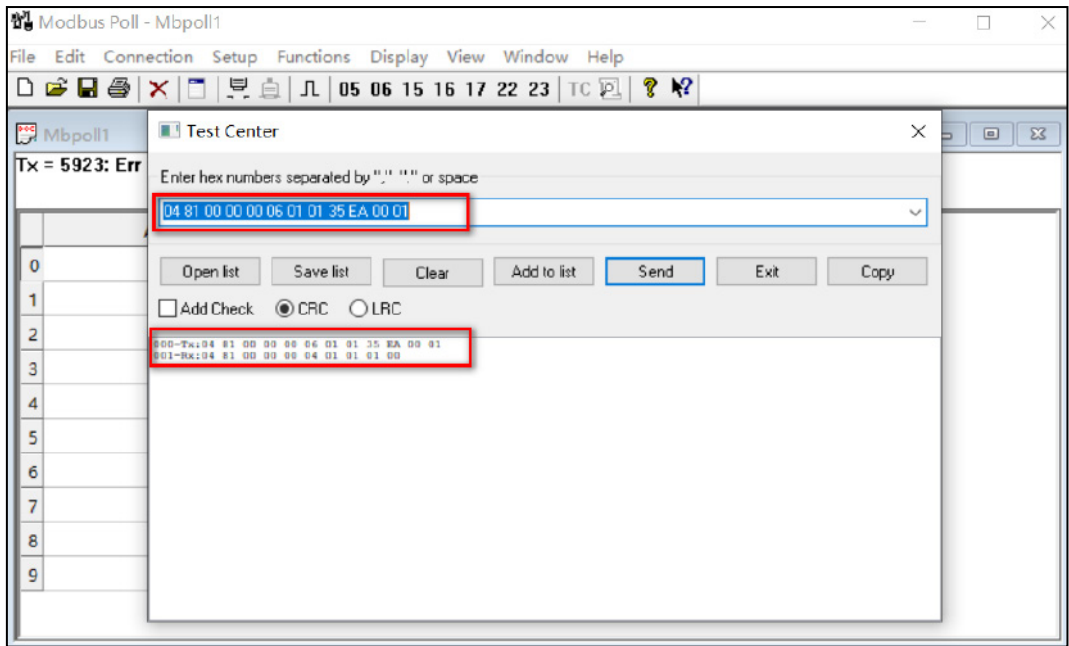 Modbus Poll - Mbpoll1
File Edit Connection Setup Functions Display View Window Help
05 06 15 16 17 22 23 TC
Mbpoll1
Tx = 5923: Err
Test Center
Enter hex numbers separated by "," "." or space
04 81 00 00 00 06 01 01 35 EA 00 01
Open list Save list Clear Add to list Send Exit Copy
Add Check CRC LRC
000-Tx:04 81 00 00 00 06 01 01 35 EA 00 01
001-Rx:04 81 00 00 00 04 01 01 01 00
0
1
2
3
4
5
6
7
8
9